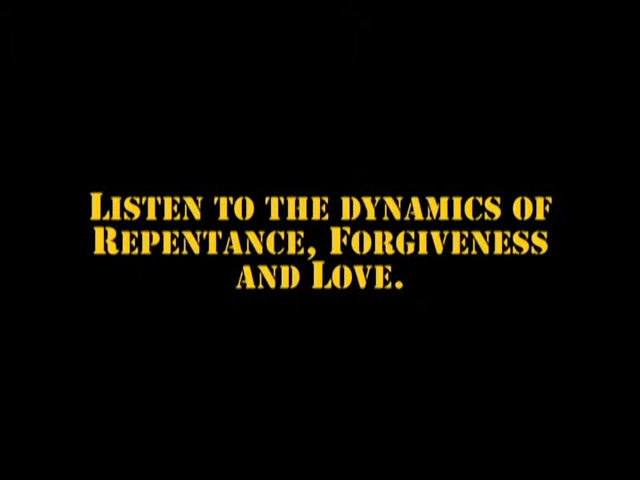 Listen to the dynamics of
Repentance, Forgiveness
and Love.